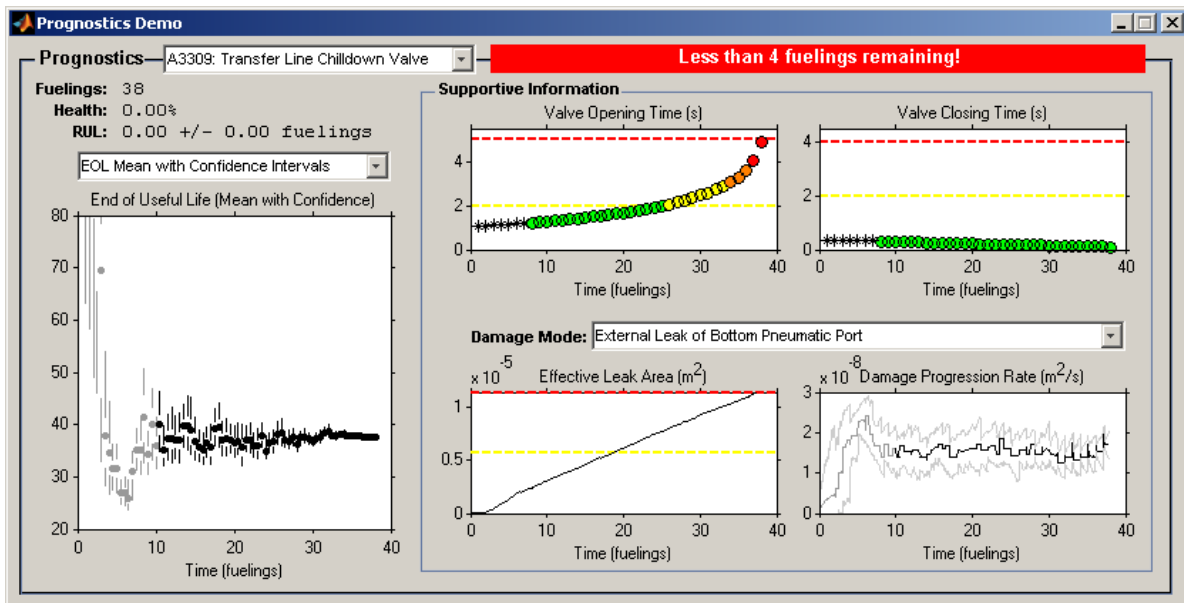 Prognostics Demo
Prognostics
A3309: Transfer Line Chilldown Valve
Less than 4 fuelings remaining!
Fuelings: 38
Health: 0.00%
RUL: 0.00 +/- 0.00 fuelings
EOL Mean with Confidence Intervals
End of Useful Life (Mean with Confidence)
80
70
60
50
40
30
20
0 10 20 30 40
Time (fuelings)
Supportive Information
Valve Opening Time (s)
4
2
0
0 10 20 30 40
Time (fuelings)
Valve Closing Time (s)
4
2
0
0 10 20 30 40
Time (fuelings)
Damage Mode: External Leak of Bottom Pneumatic Port
x 10^-5 Effective Leak Area (m^2)
1
0.5
0
0 10 20 30 40
Time (fuelings)
x 10^-8 Damage Progression Rate (m^2/s)
3
2
1
0
0 10 20 30 40
Time (fuelings)